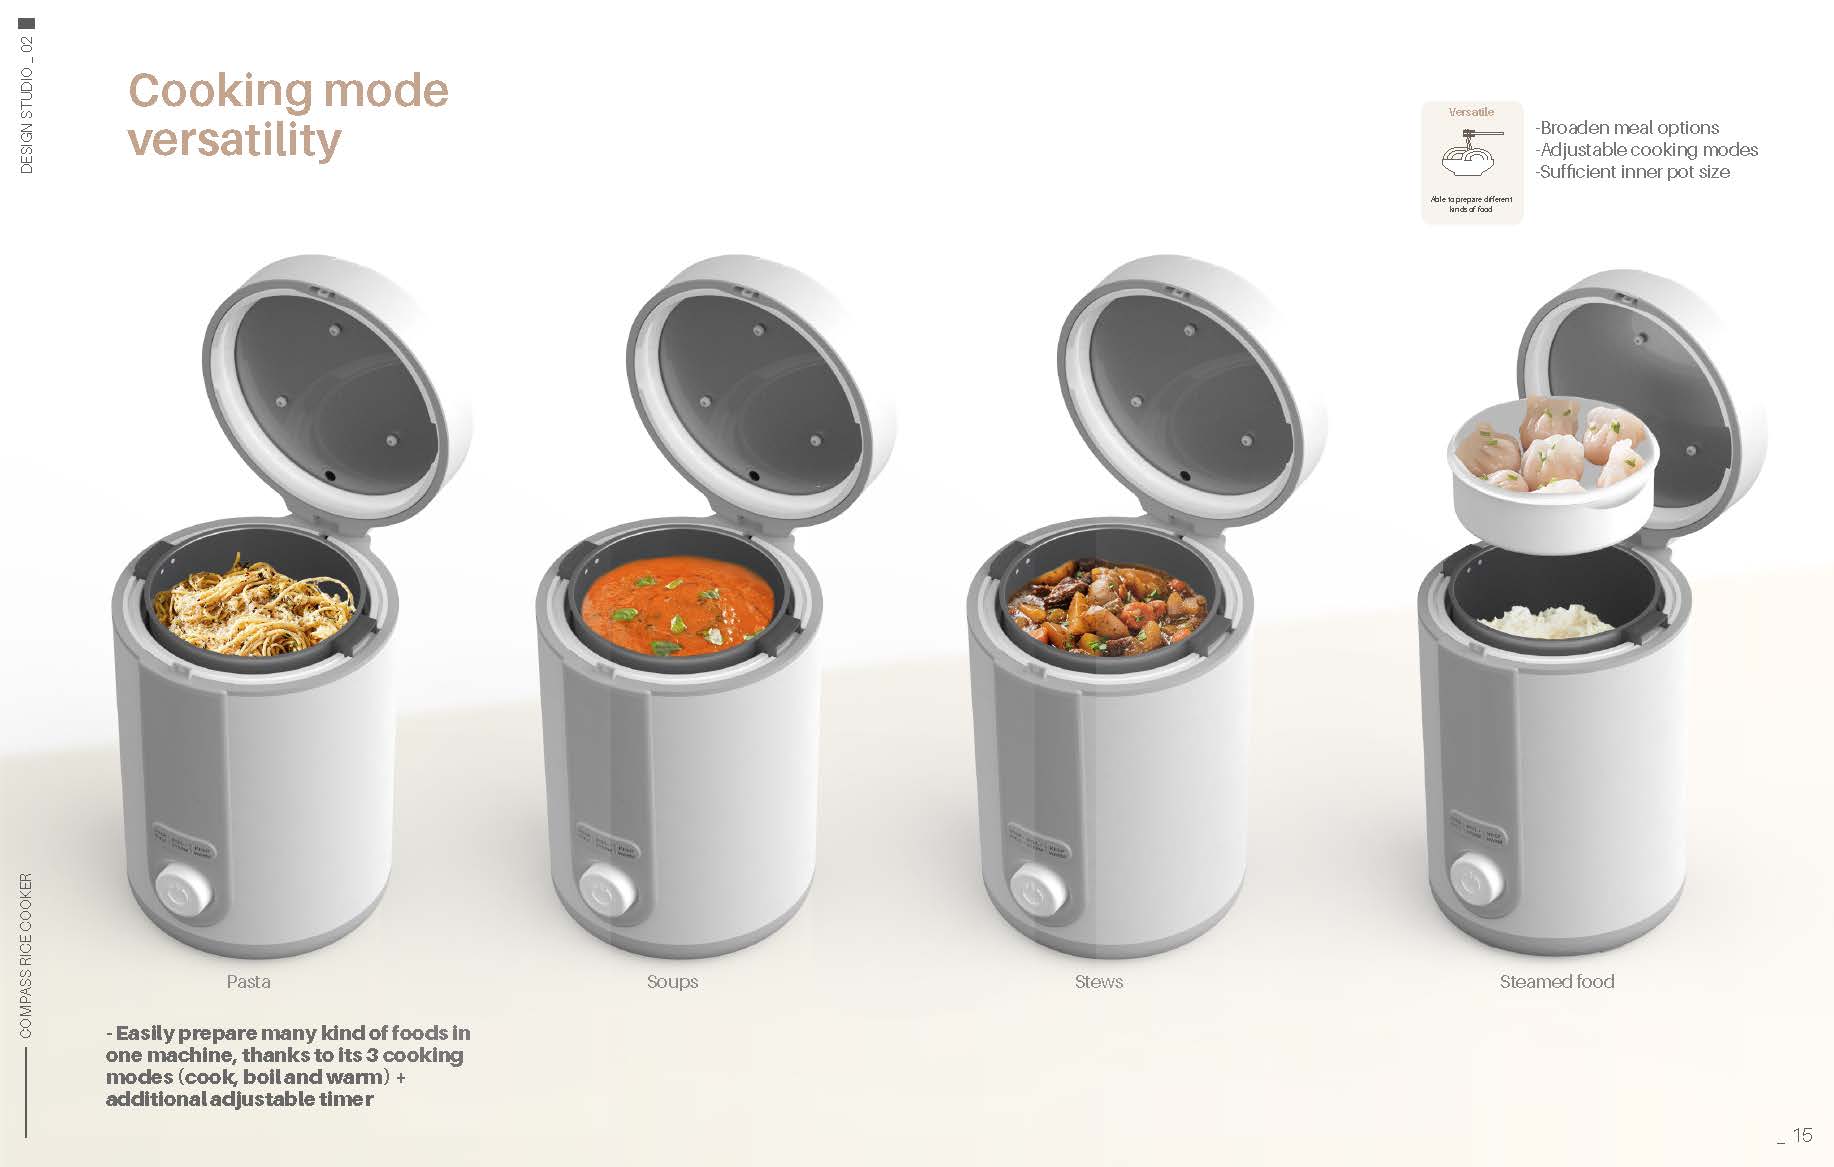 DESIGN STUDIO _ 02
Cooking mode
versatility
Versatile
Able to prepare different
kinds of food
-Broaden meal options
-Adjustable cooking modes
-Sufficient inner pot size
Pasta
Soups
Stews
Steamed food
- Easily prepare many kind of foods in
one machine, thanks to its 3 cooking
modes (cook, boil and warm) +
additional adjustable timer
COMPASS RICE COOKER
_ 15